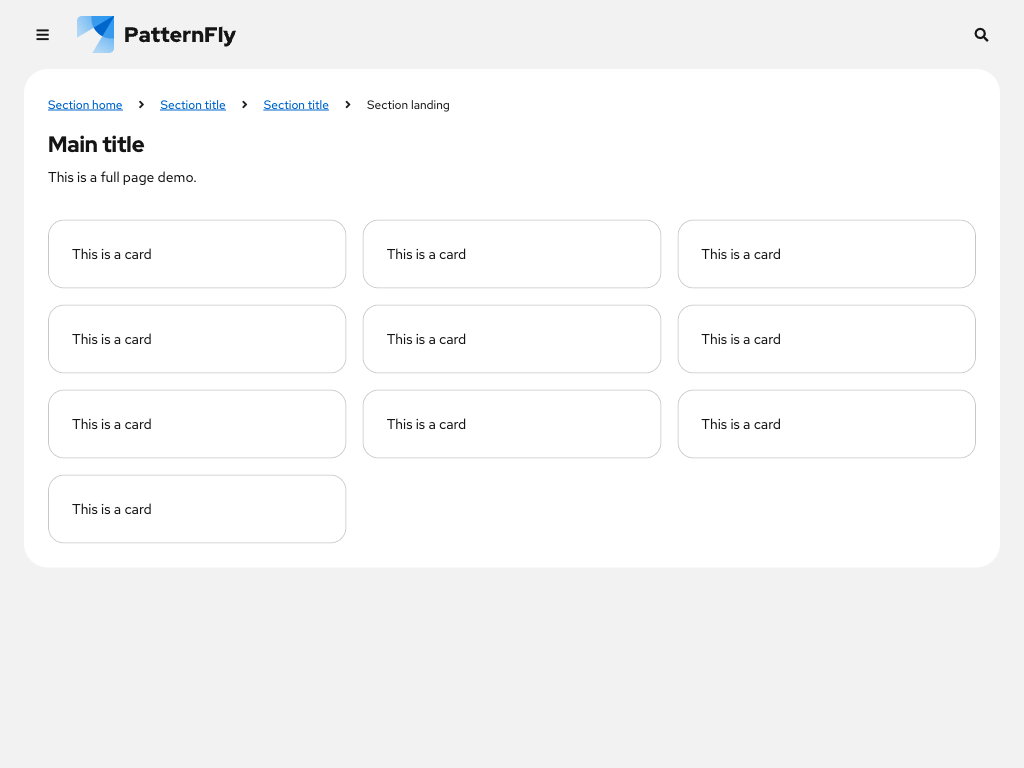 PatternFly
Section home Section title Section title Section landing
Main title
This is a full page demo.
This is a card This is a card This is a card
This is a card This is a card This is a card
This is a card This is a card This is a card
This is a card